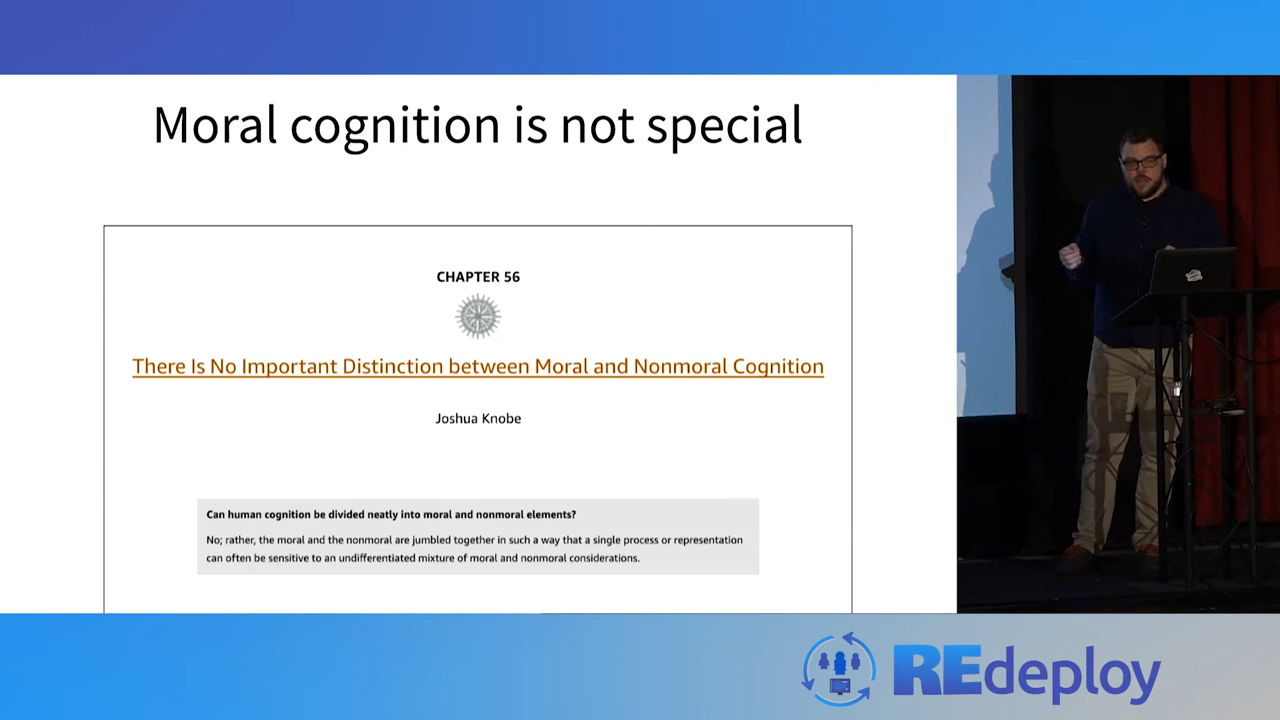 Moral cognition is not special
CHAPTER 56
There Is No Important Distinction between Moral and Nonmoral Cognition
Joshua Knobe
Can human cognition be divided neatly into moral and nonmoral elements?
No; rather, the moral and the nonmoral are jumbled together in such a way that a single process or representation
can often be sensitive to an undifferentiated mixture of moral and nonmoral considerations.
REdeploy